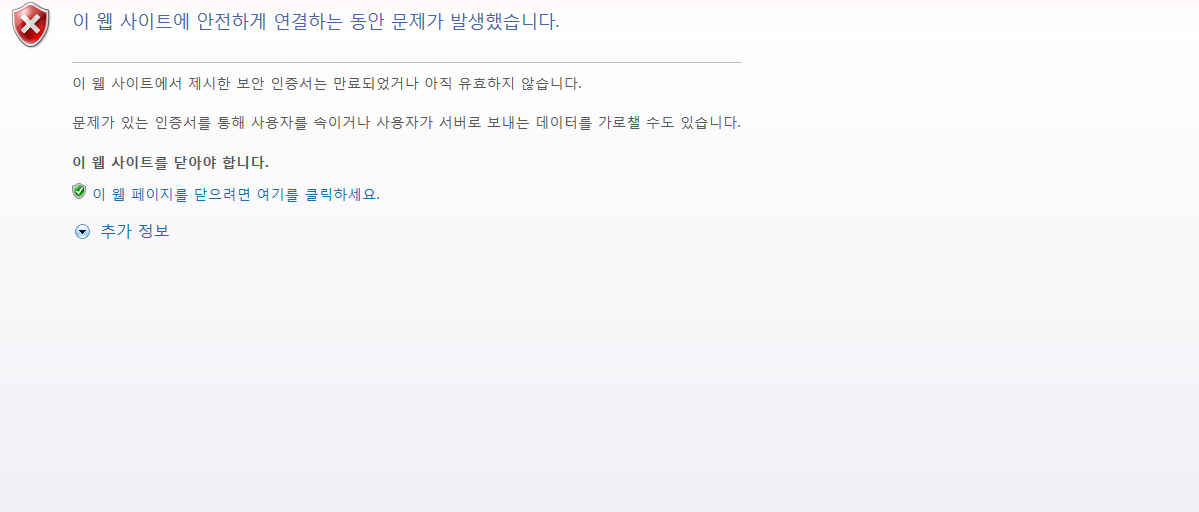 이 웹 사이트에 안전하게 연결하는 동안 문제가 발생했습니다.
이 웹 사이트에서 제시한 보안 인증서는 만료되었거나 아직 유효하지 않습니다.
문제가 있는 인증서를 통해 사용자를 속이거나 사용자가 서버로 보내는 데이터를 가로챌 수도 있습니다.
이 웹 사이트를 닫아야 합니다.
이 웹 페이지를 닫으려면 여기를 클릭하세요.
추가 정보